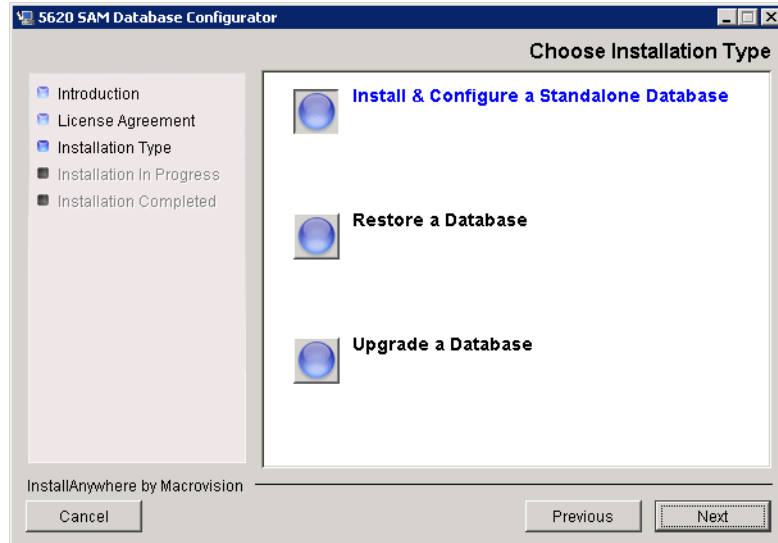 5620 SAM Database Configurator
Choose Installation Type
Introduction
License Agreement
Installation Type
Installation In Progress
Installation Completed
Install & Configure a Standalone Database
Restore a Database
Upgrade a Database
InstallAnywhere by Macrovision
Cancel
Previous
Next